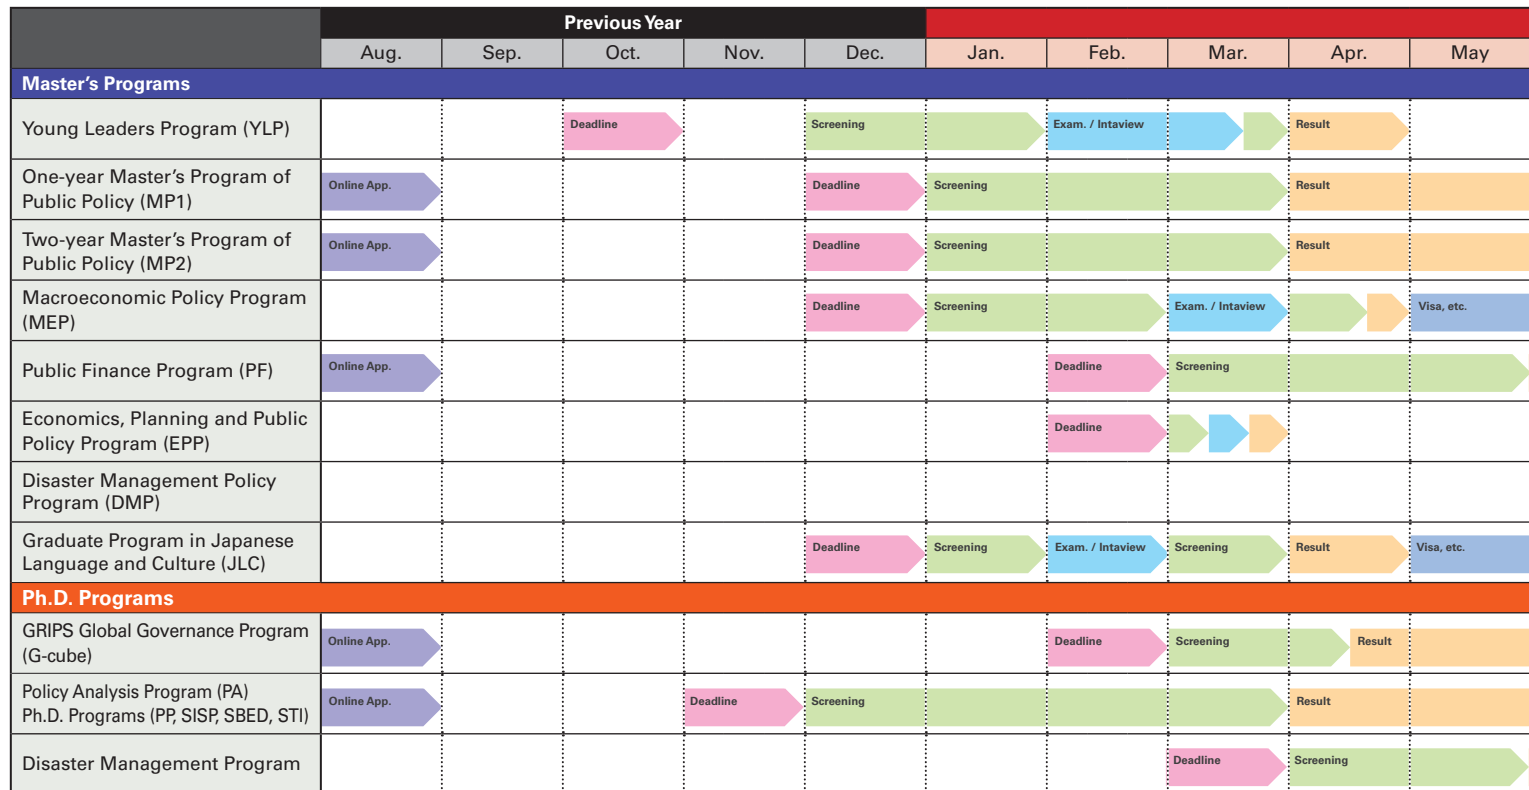 Previous Year
Aug. Sep. Oct. Nov. Dec. Jan. Feb. Mar. Apr. May
Master's Programs
Young Leaders Program (YLP) Deadline Screening Exam. / Intaview Result
One-year Master's Program of
Public Policy (MP1)
Online App. Deadline Screening Result
Two-year Master's Program of
Public Policy (MP2)
Online App. Deadline Screening Result
Macroeconomic Policy Program
(MEP)
Deadline Screening Exam. / Intaview Visa, etc.
Public Finance Program (PF) Online App. Deadline Screening
Economics, Planning and Public
Policy Program (EPP)
Deadline
Disaster Management Policy
Program (DMP)
Graduate Program in Japanese
Language and Culture (JLC)
Deadline Screening Exam. / Intaview Screening Result Visa, etc.
Ph.D. Programs
GRIPS Global Governance Program
(G-cube)
Online App. Deadline Screening Result
Policy Analysis Program (PA)
Ph.D. Programs (PP, SISP, SBED, STI)
Online App. Deadline Screening Result
Disaster Management Program Deadline Screening